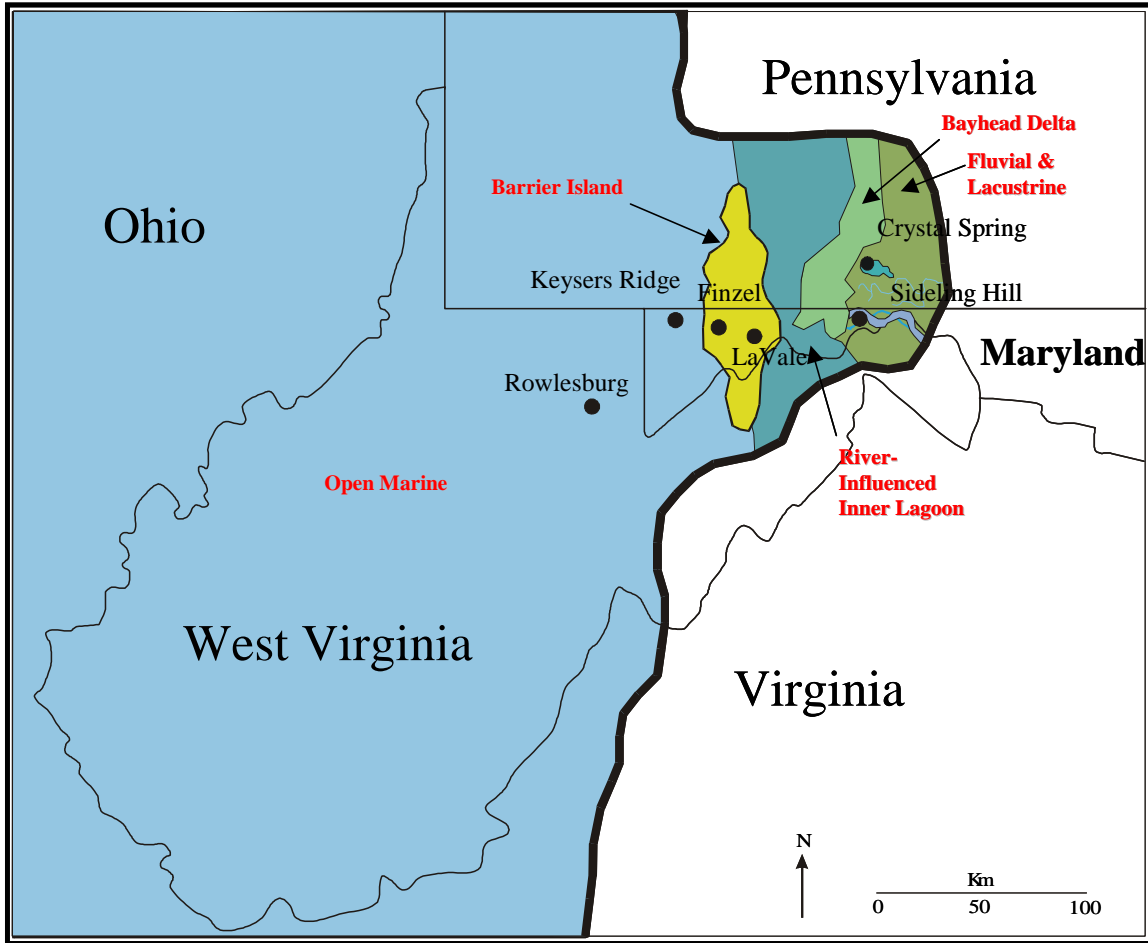 Pennsylvania
Bayhead Delta
Fluvial &
Lacustrine
Barrier Island
Ohio
Crystal Spring
Keysers Ridge
Finzel
Sideling Hill
Maryland
LaVale
Rowlesburg
River-
Influenced
Inner Lagoon
Open Marine
West Virginia
Virginia
N
Km
0 50 100